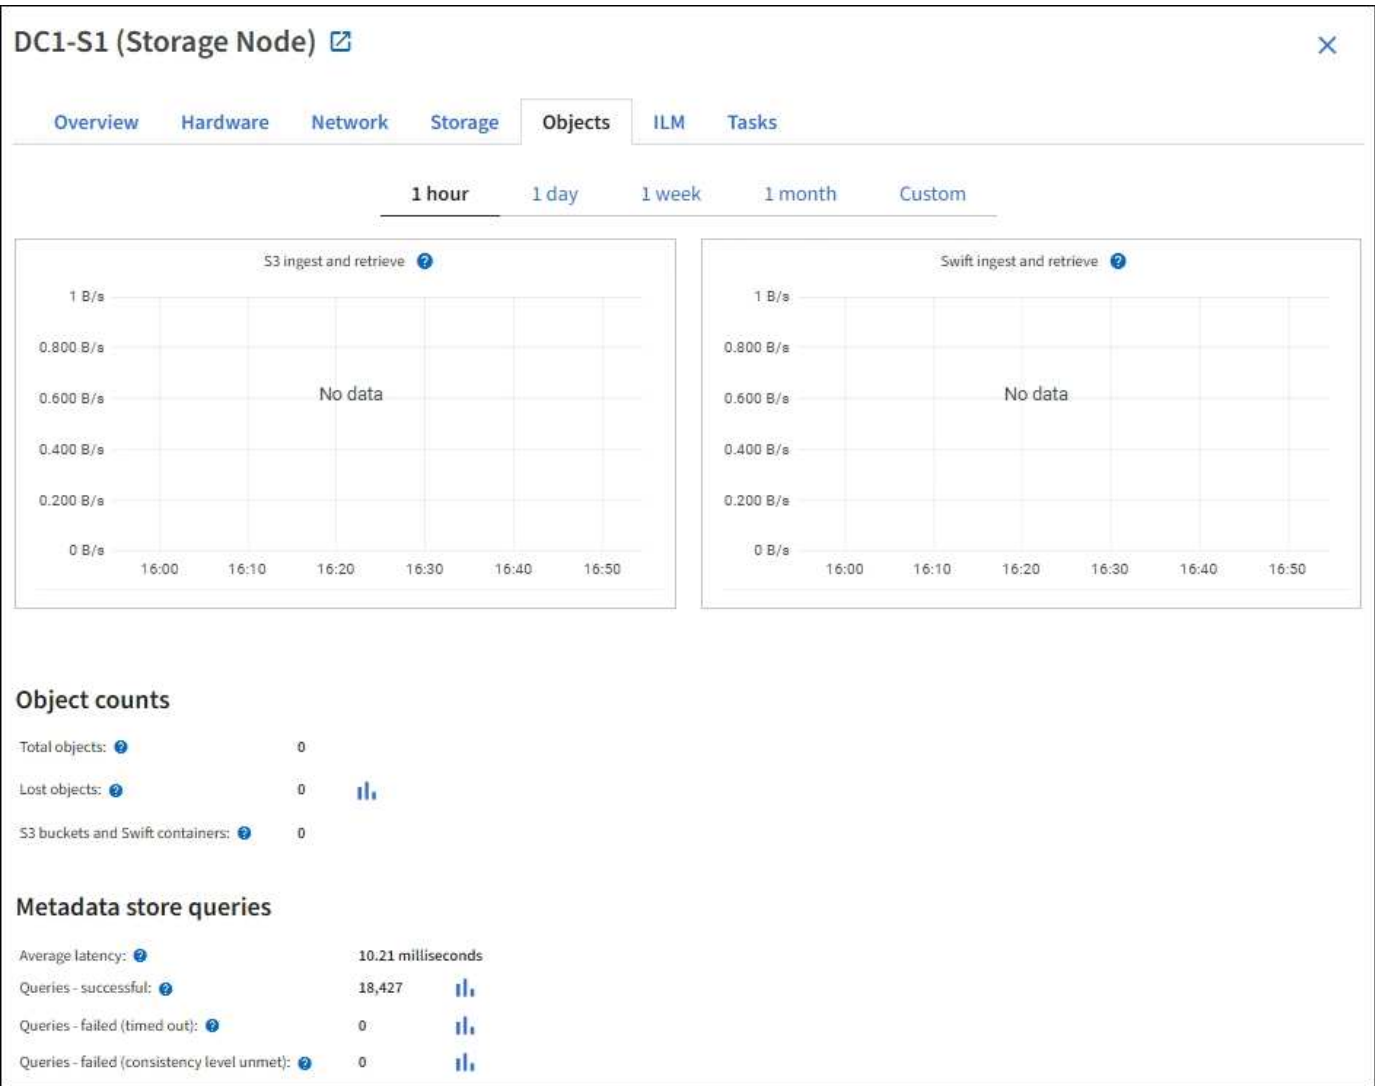 DC1-S1 (Storage Node)
Overview Hardware Network Storage Objects ILM Tasks
1 hour 1 day 1 week 1 month Custom
S3 ingest and retrieve
1 B/s
0.800 B/s
0.600 B/s
0.400 B/s
0.200 B/s
0 B/s
No data
16:00 16:10 16:20 16:30 16:40 16:50
Swift ingest and retrieve
1 B/s
0.800 B/s
0.600 B/s
0.400 B/s
0.200 B/s
0 B/s
No data
16:00 16:10 16:20 16:30 16:40 16:50
Object counts
Total objects: 0
Lost objects: 0
S3 buckets and Swift containers: 0
Metadata store queries
Average latency: 10.21 milliseconds
Queries - successful: 18,427
Queries - failed (timed out): 0
Queries - failed (consistency level unmet): 0